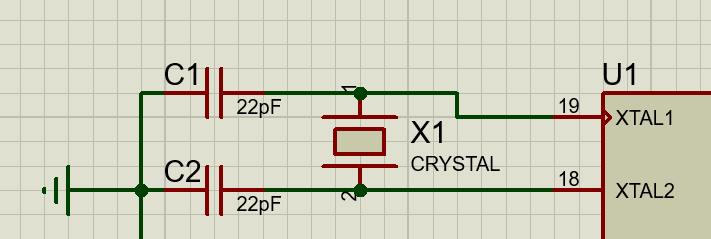 C1
22pF
1
U1
19
XTAL1
X1
CRYSTAL
C2
22pF
2
18
XTAL2